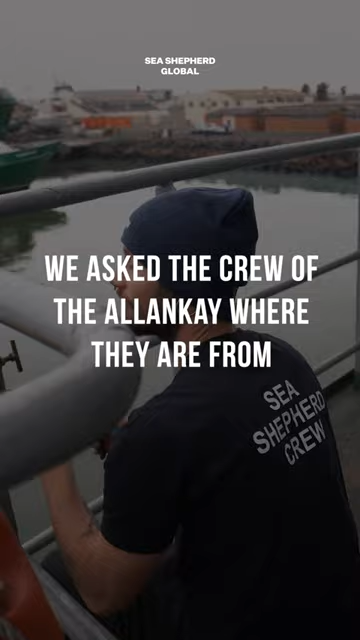 SEA SHEPHERD
GLOBAL
WE ASKED THE CREW OF
THE ALLANKAY WHERE
THEY ARE FROM
SEA
SHEPHERD
CREW